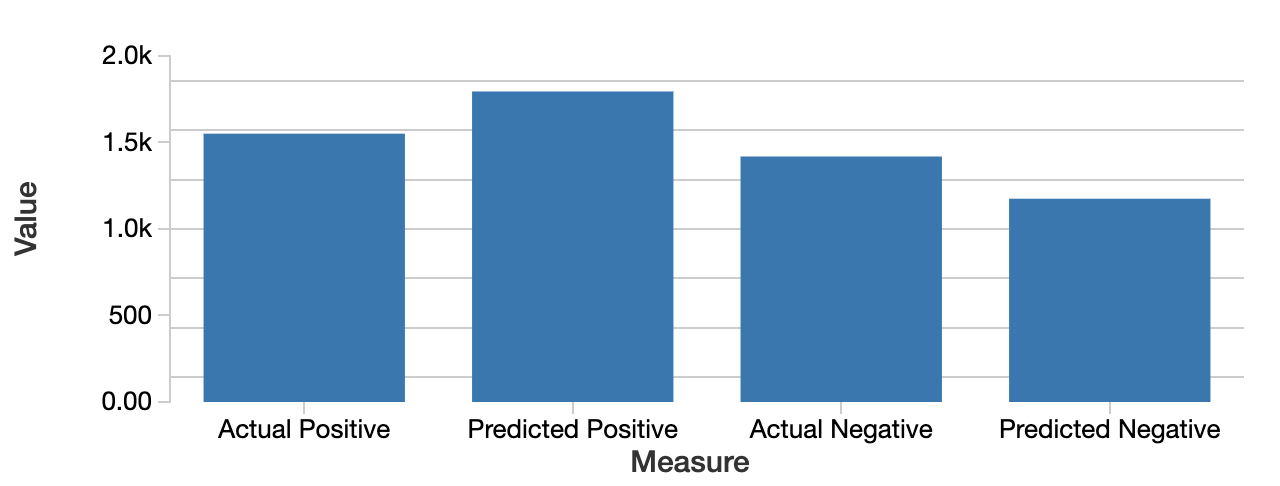 Value
2.0k
1.5k
1.0k
500
0.00
Actual Positive
Predicted Positive
Actual Negative
Predicted Negative
Measure